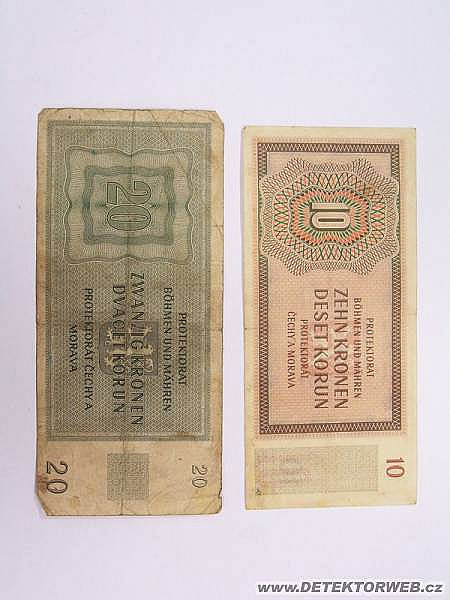 20
PROTEKTORAT
BÖHMEN UND MÄHREN
ZWANZIG KRONEN
DVACET KORUN
PROTEKTORÁT ČECHY A
MORAVA
20
20
10
PROTEKTORAT
BÖHMEN UND MÄHREN
ZEHN KRONEN
DESET KORUN
PROTEKTORÁT
ČECHY A MORAVA
10
www.DETEKTORWEB.cz